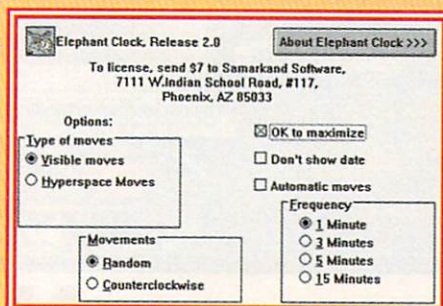 Elephant Clock, Release 2.0
About Elephant Clock >>>
To license, send $7 to Samarkand Software,
7111 W.Indian School Road, #117,
Phoenix, AZ 85033
Options:
Type of moves
Visible moves
Hyperspace Moves
OK to maximize
Don't show date
Automatic moves
Frequency
1 Minute
3 Minutes
5 Minutes
15 Minutes
Movements
Random
Counterclockwise